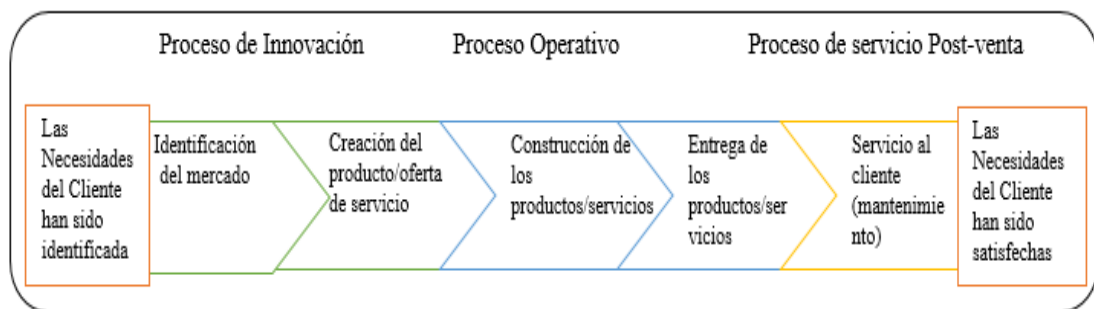 Proceso de Innovación
Proceso Operativo
Proceso de servicio Post-venta
Las
Necesidades
del Cliente
han sido
identificada
Identificación
del mercado
Creación del
producto/oferta
de servicio
Construcción de
los
productos/servicios
Entrega de
los
productos/ser
vicios
Servicio al
cliente
(mantenimie
nto)
Las
Necesidades
del Cliente
han sido
satisfechas